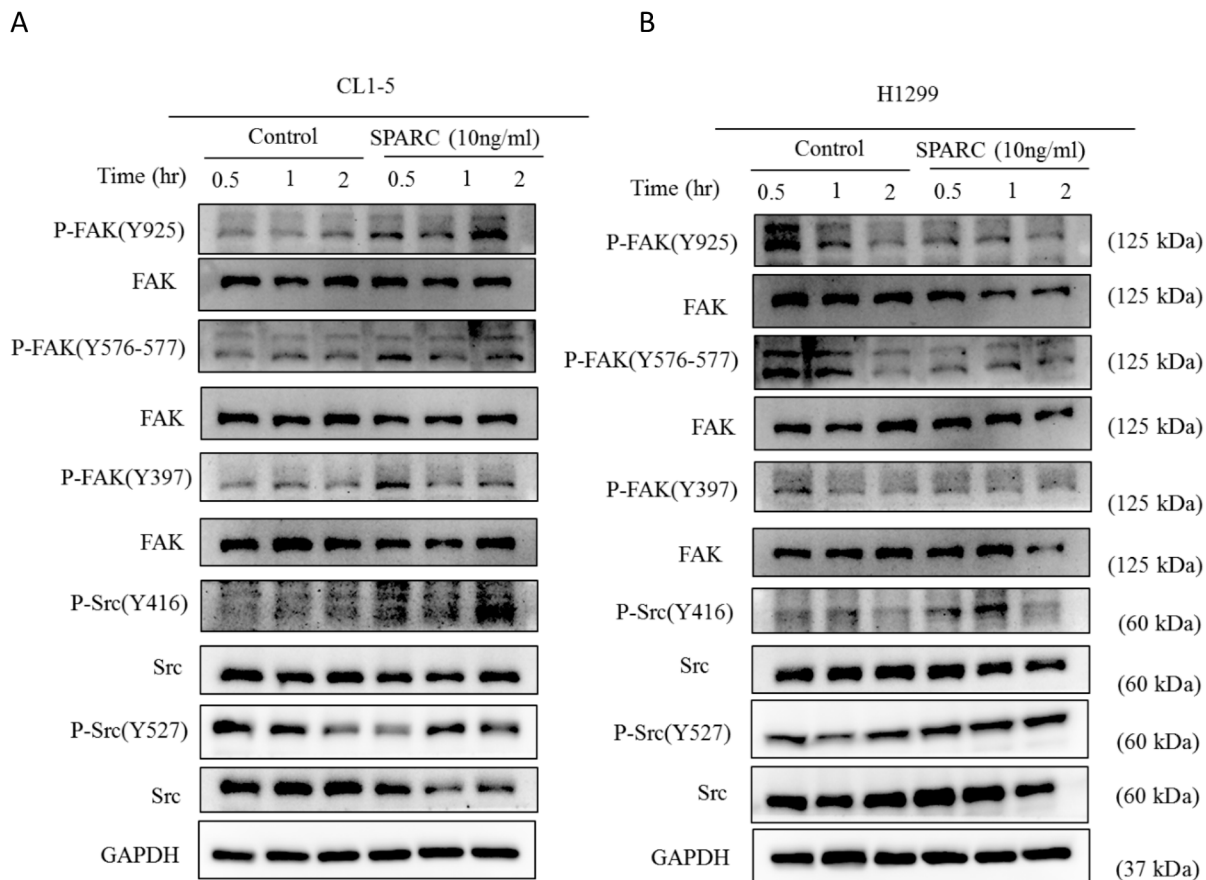 A
CL1-5
Control SPARC (10ng/ml)
Time (hr) 0.5 1 2 0.5 1 2
P-FAK(Y925)
FAK
P-FAK(Y576-577)
FAK
P-FAK(Y397)
FAK
P-Src(Y416)
Src
P-Src(Y527)
Src
GAPDH
B
H1299
Control SPARC (10ng/ml)
Time (hr) 0.5 1 2 0.5 1 2
P-FAK(Y925) (125 kDa)
FAK (125 kDa)
P-FAK(Y576-577) (125 kDa)
FAK (125 kDa)
P-FAK(Y397) (125 kDa)
FAK (125 kDa)
P-Src(Y416) (60 kDa)
Src (60 kDa)
P-Src(Y527) (60 kDa)
Src (60 kDa)
GAPDH (37 kDa)